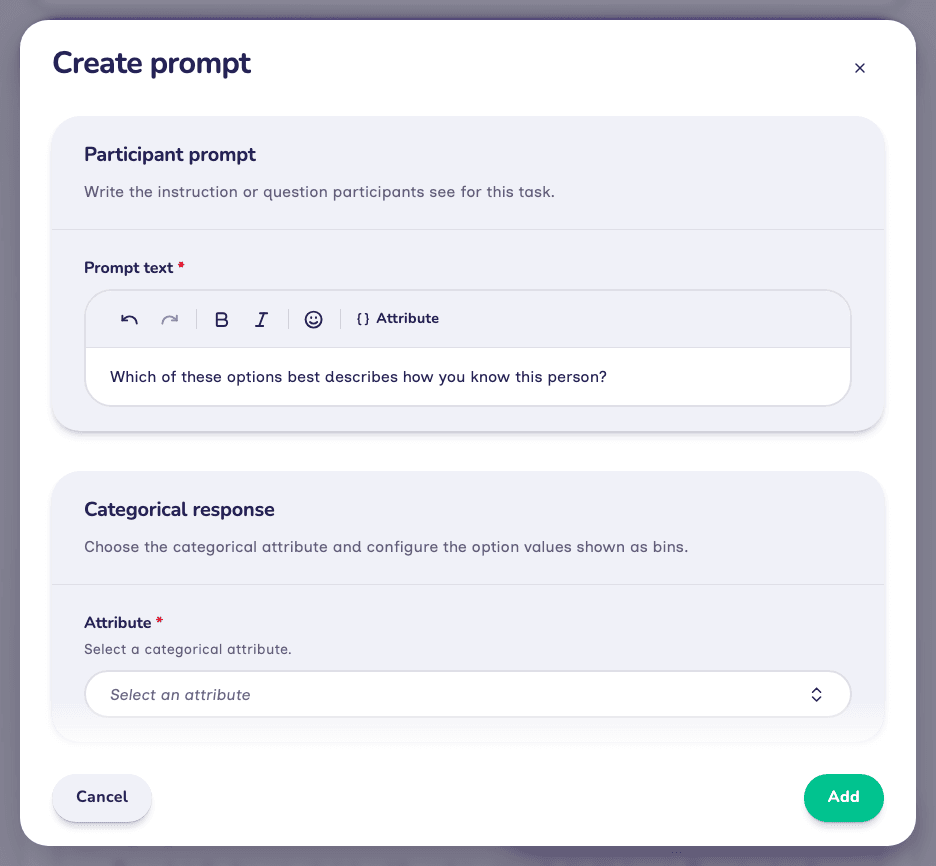 Create prompt
Participant prompt
Write the instruction or question participants see for this task.
Prompt text *
B I {} Attribute
Which of these options best describes how you know this person?
Categorical response
Choose the categorical attribute and configure the option values shown as bins.
Attribute *
Select a categorical attribute.
Select an attribute
Cancel
Add